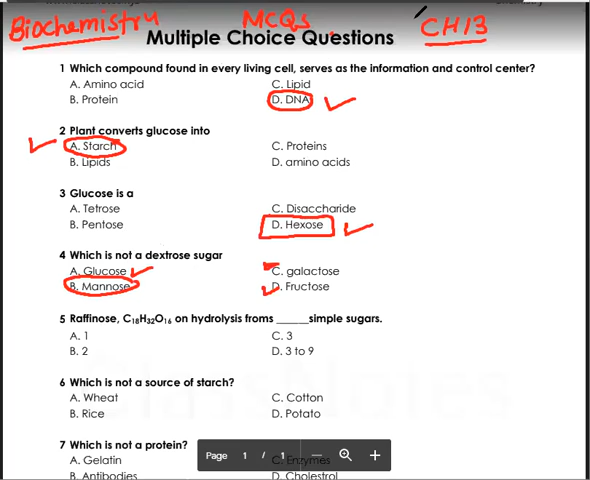 Biochemistry MCQs CH13
Multiple Choice Questions
1 Which compound found in every living cell, serves as the information and control center?
A. Amino acid C. Lipid
B. Protein D. DNA
2 Plant converts glucose into
A. Starch C. Proteins
B. Lipids D. amino acids
3 Glucose is a
A. Tetrose C. Disaccharide
B. Pentose D. Hexose
4 Which is not a dextrose sugar
A. Glucose C. galactose
B. Mannose D. Fructose
5 Raffinose, C₁₈H₃₂O₁₆ on hydrolysis froms _____simple sugars.
A. 1 C. 3
B. 2 D. 3 to 9
6 Which is not a source of starch?
A. Wheat C. Cotton
B. Rice D. Potato
7 Which is not a protein?
A. Gelatin C. Enzymes
B. Antibodies D. Cholestrol
Page 1 / 1